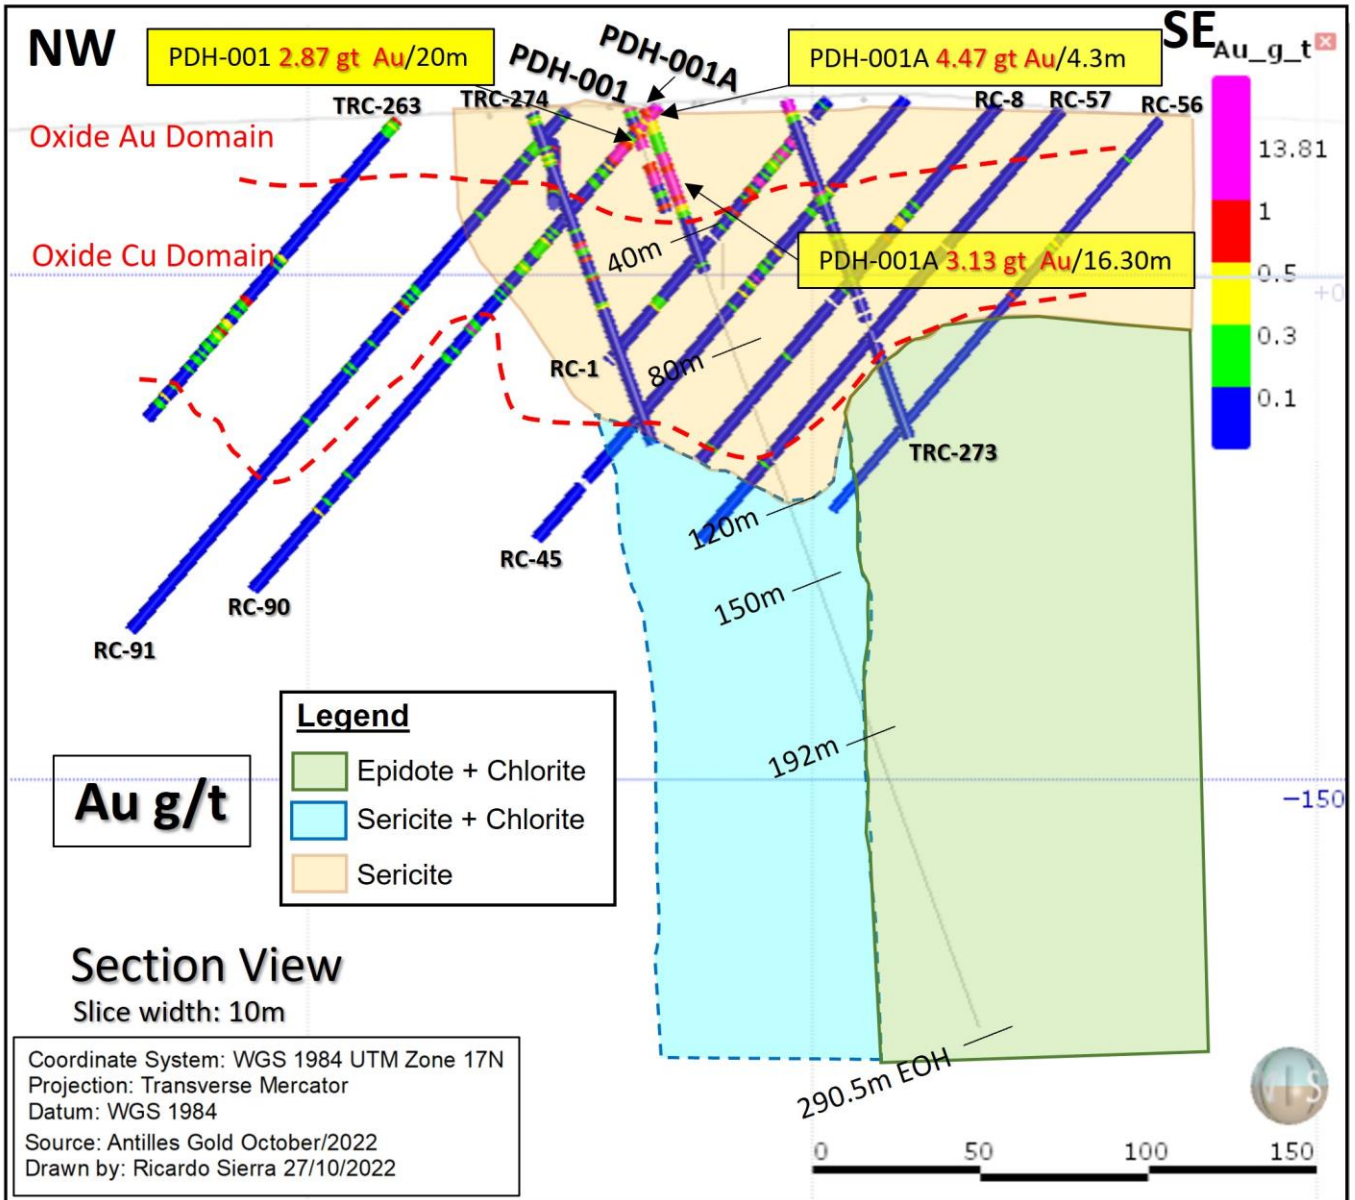 NW
SE
Au_g_t
PDH-001 2.87 gt Au/20m
PDH-001
PDH-001A
PDH-001A 4.47 gt Au/4.3m
TRC-263
TRC-274
RC-8
RC-57
RC-56
13.81
1
0.5
0.3
0.1
Oxide Au Domain
Oxide Cu Domain
40m
PDH-001A 3.13 gt Au/16.30m
+0
RC-1
80m
TRC-273
120m
RC-45
150m
RC-90
RC-91
192m
Legend
Epidote + Chlorite
Sericite + Chlorite
Sericite
Au g/t
−150
Section View
Slice width: 10m
290.5m EOH
Coordinate System: WGS 1984 UTM Zone 17N
Projection: Transverse Mercator
Datum: WGS 1984
Source: Antilles Gold October/2022
Drawn by: Ricardo Sierra 27/10/2022
0 50 100 150